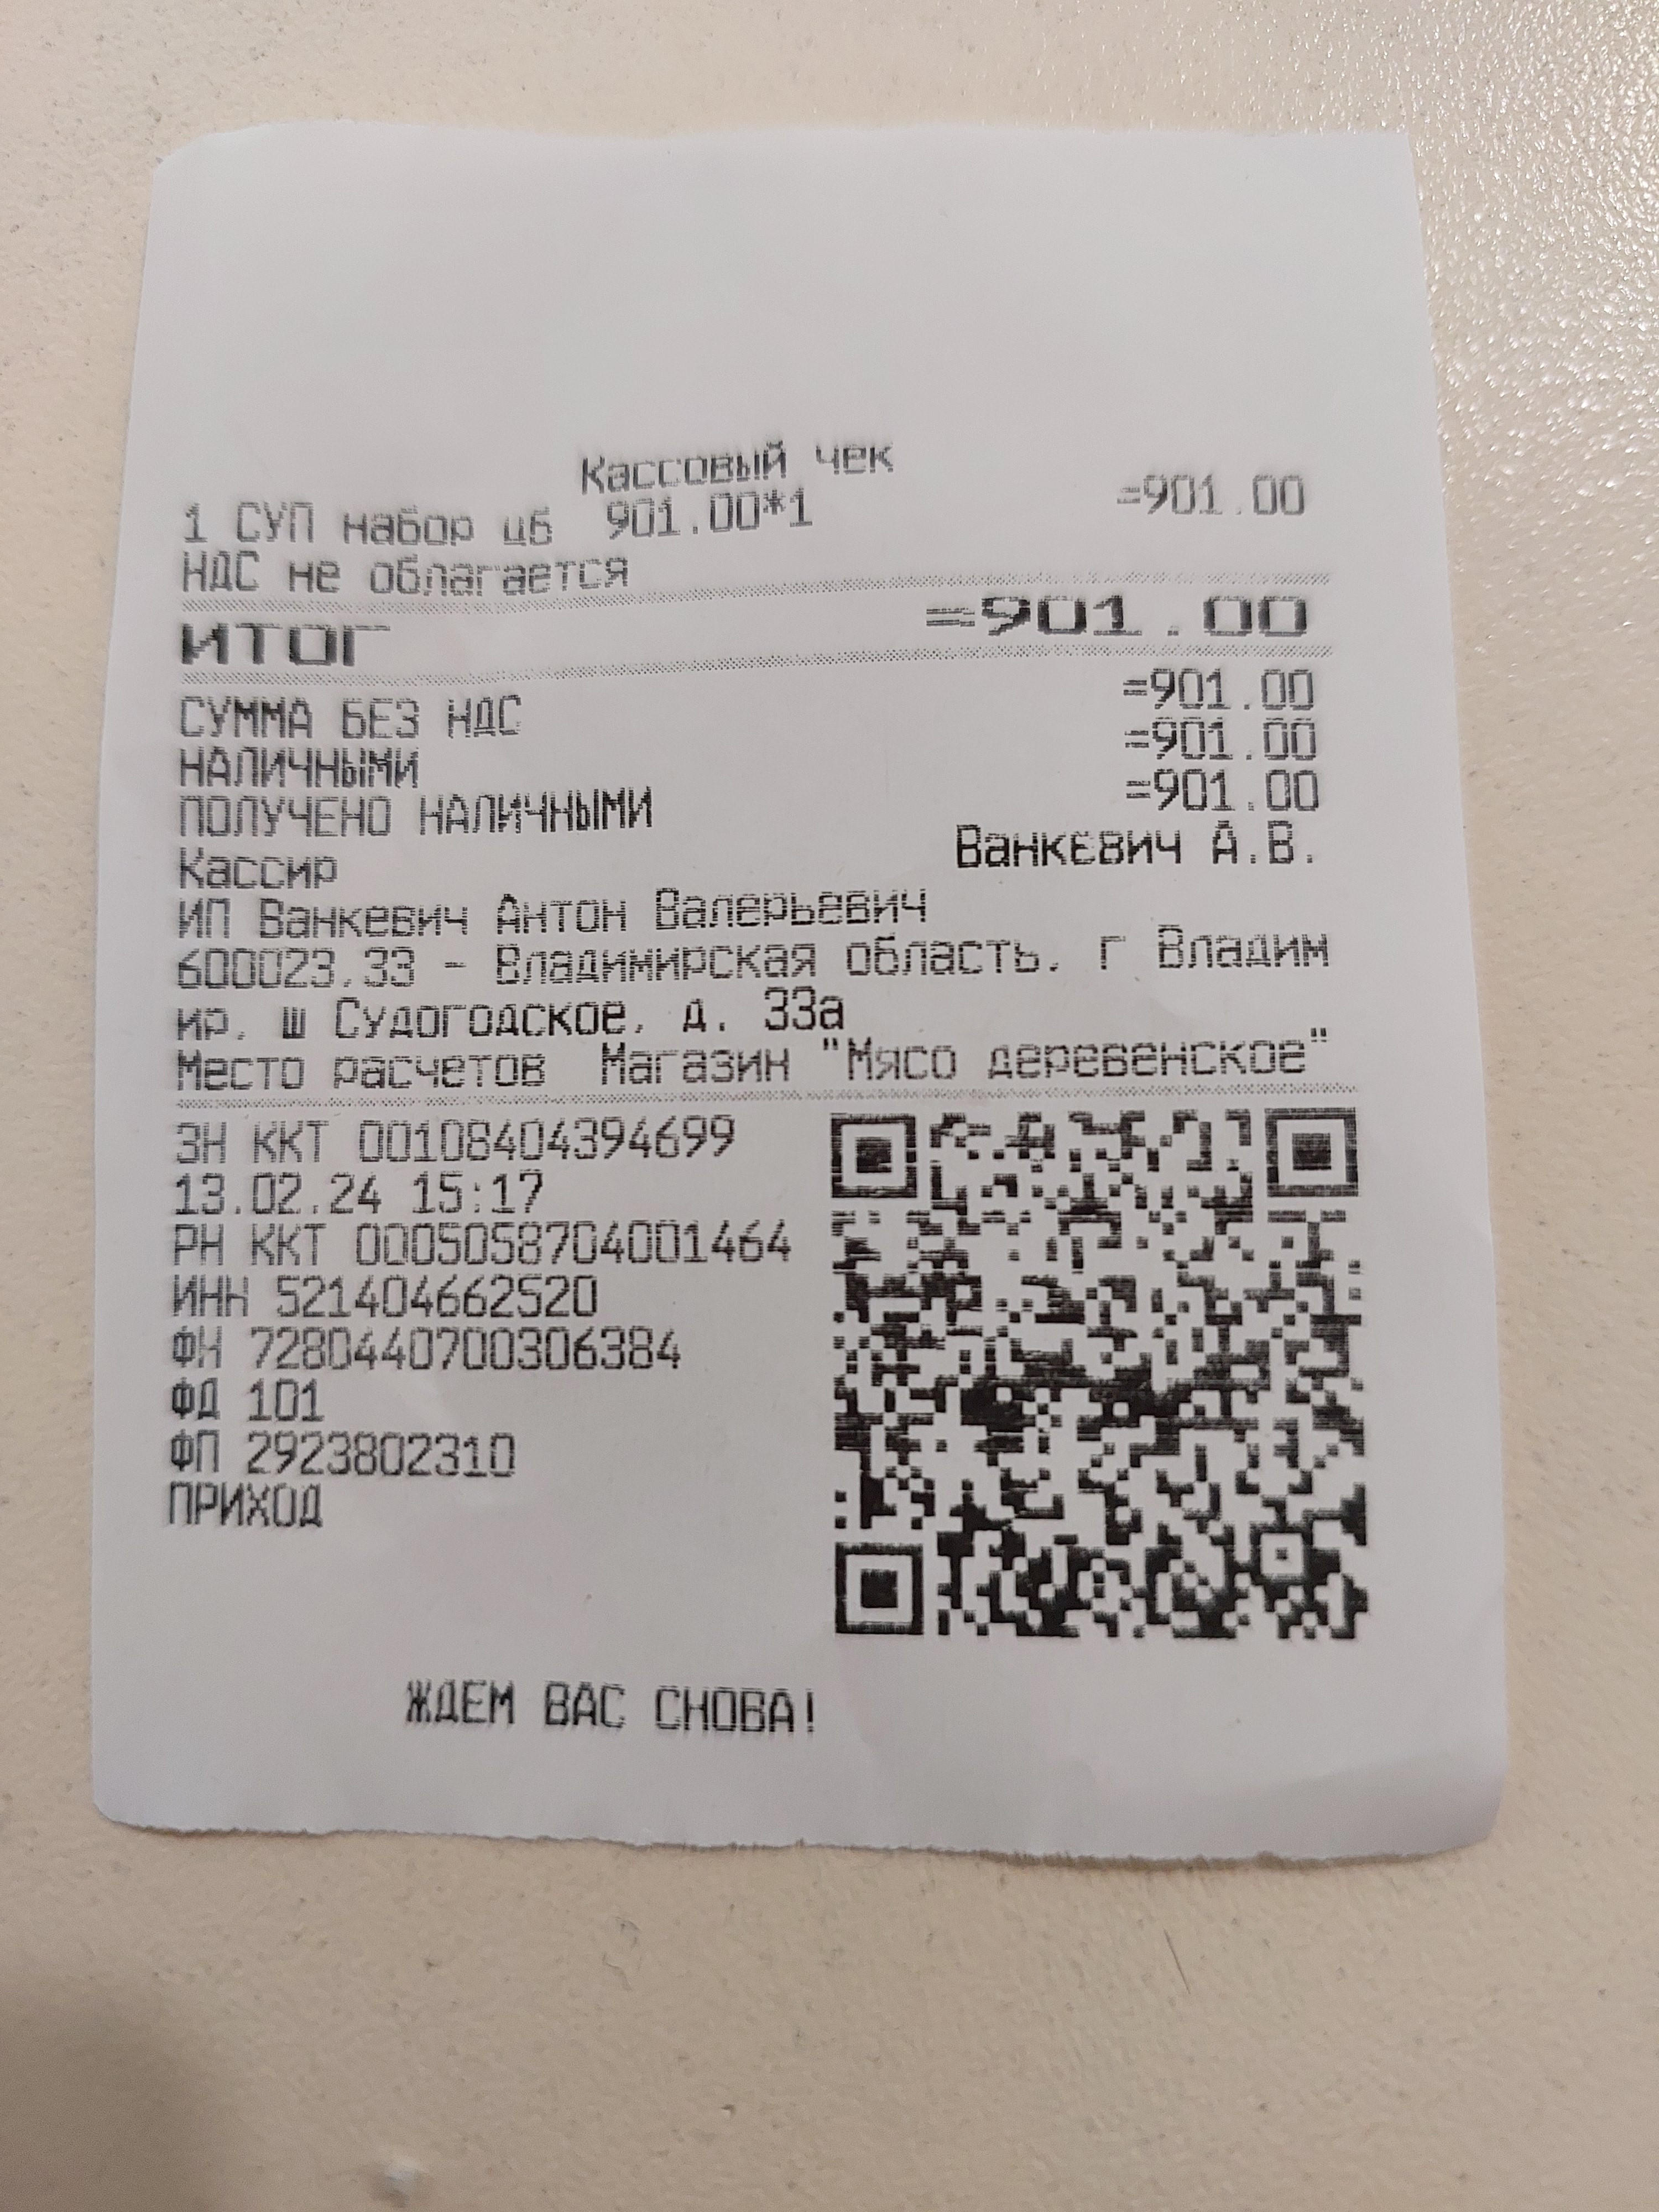 Кассовый чек
1 СУП набор цб 901.00*1 =901.00
НДС не облагается
ИТОГ =901.00
СУММА БЕЗ НДС =901.00
НАЛИЧНЫМИ =901.00
ПОЛУЧЕНО НАЛИЧНЫМИ =901.00
Кассир Ванкевич А.В.
ИП Ванкевич Антон Валерьевич
600023,33 - Владимирская область, г Владим
ир, ш Судогодское, д. 33а
Место расчетов Магазин "Мясо деревенское"
ЗН ККТ 00108404394699
13.02.24 15:17
РН ККТ 0005058704001464
ИНН 521404662520
ФН 7280440700306384
ФД 101
ФП 2923802310
ПРИХОД
ЖДЕМ ВАС СНОВА!